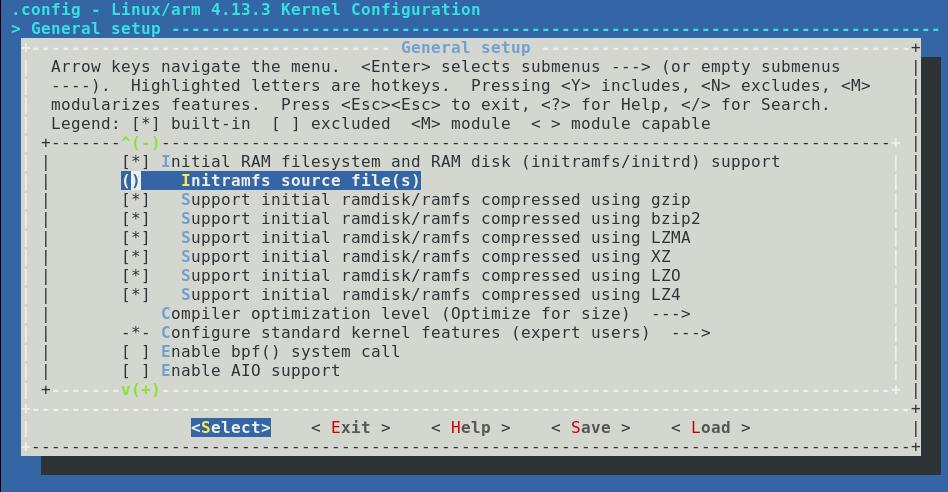 .config - Linux/arm 4.13.3 Kernel Configuration
> General setup
General setup
Arrow keys navigate the menu.  <Enter> selects submenus ---> (or empty submenus
----).  Highlighted letters are hotkeys.  Pressing <Y> includes, <N> excludes, <M>
modularizes features.  Press <Esc><Esc> to exit, <?> for Help, </> for Search.
Legend: [*] built-in  [ ] excluded  <M> module  < > module capable
^(-)
[*] Initial RAM filesystem and RAM disk (initramfs/initrd) support
()    Initramfs source file(s)
[*]   Support initial ramdisk/ramfs compressed using gzip
[*]   Support initial ramdisk/ramfs compressed using bzip2
[*]   Support initial ramdisk/ramfs compressed using LZMA
[*]   Support initial ramdisk/ramfs compressed using XZ
[*]   Support initial ramdisk/ramfs compressed using LZO
[*]   Support initial ramdisk/ramfs compressed using LZ4
Compiler optimization level (Optimize for size)  --->
-*- Configure standard kernel features (expert users)  --->
[ ] Enable bpf() system call
[ ] Enable AIO support
v(+)
<Select>    < Exit >    < Help >    < Save >    < Load >